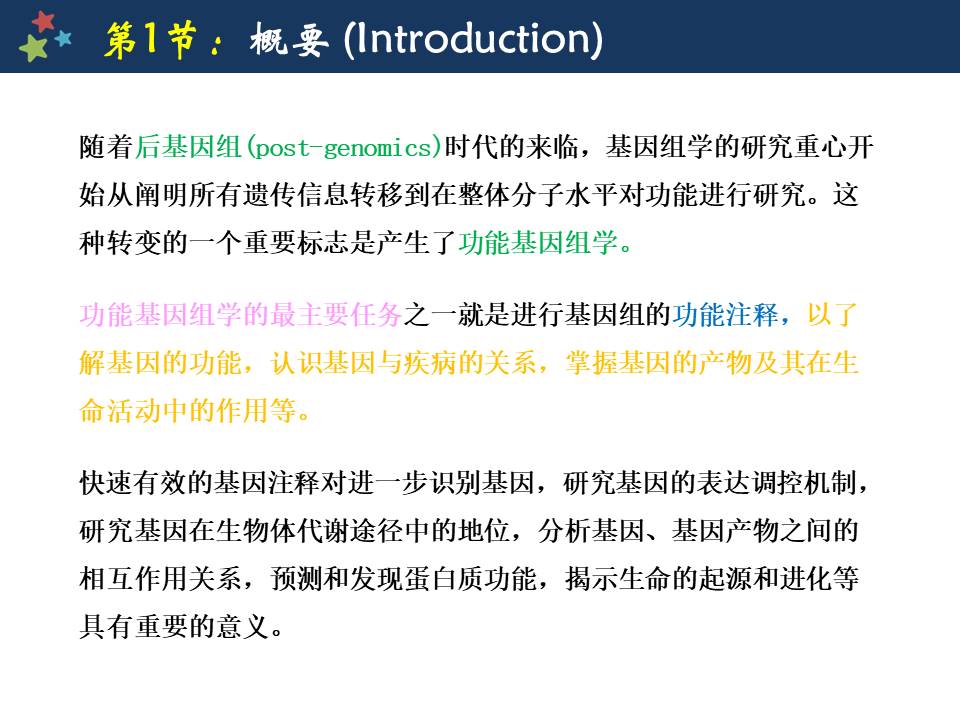 第1节：概要 (Introduction)
随着后基因组(post-genomics)时代的来临，基因组学的研究重心开
始从阐明所有遗传信息转移到在整体分子水平对功能进行研究。这
种转变的一个重要标志是产生了功能基因组学。
功能基因组学的最主要任务之一就是进行基因组的功能注释，以了
解基因的功能，认识基因与疾病的关系，掌握基因的产物及其在生
命活动中的作用等。
快速有效的基因注释对进一步识别基因，研究基因的表达调控机制，
研究基因在生物体代谢途径中的地位，分析基因、基因产物之间的
相互作用关系，预测和发现蛋白质功能，揭示生命的起源和进化等
具有重要的意义。